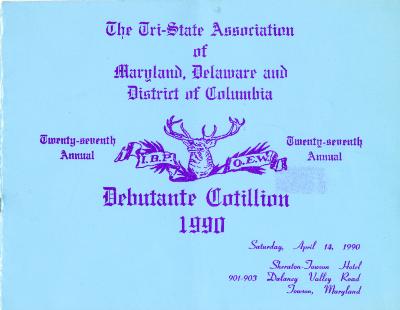 The Tri-State Association
of
Maryland, Delaware and
District of Columbia
Twenty-seventh
Annual
I.B.P.
O.E.W.
Twenty-seventh
Annual
Debutante Cotillion
1990
Saturday, April 14, 1990
Sheraton-Towson Hotel
901-903 Dulaney Valley Road
Towson, Maryland